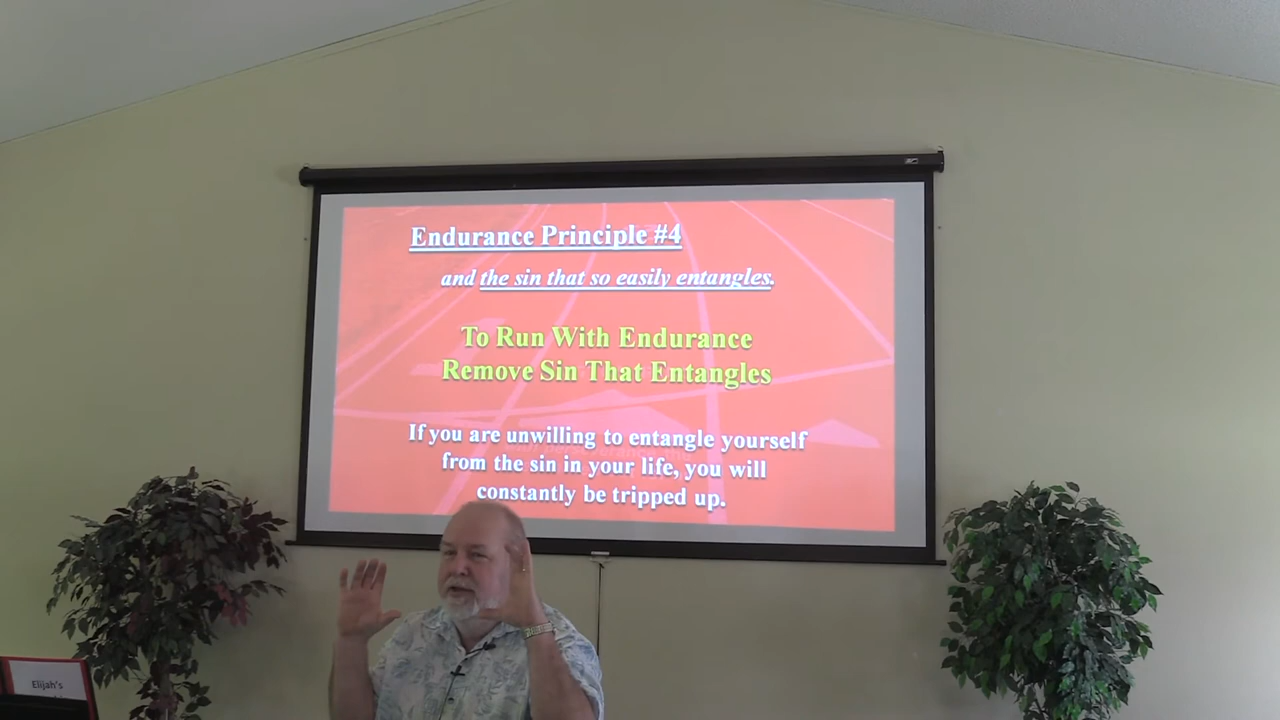 Endurance Principle #4
and the sin that so easily entangles.
To Run With Endurance
Remove Sin That Entangles
If you are unwilling to entangle yourself
from the sin in your life, you will
constantly be tripped up.
Elijah's